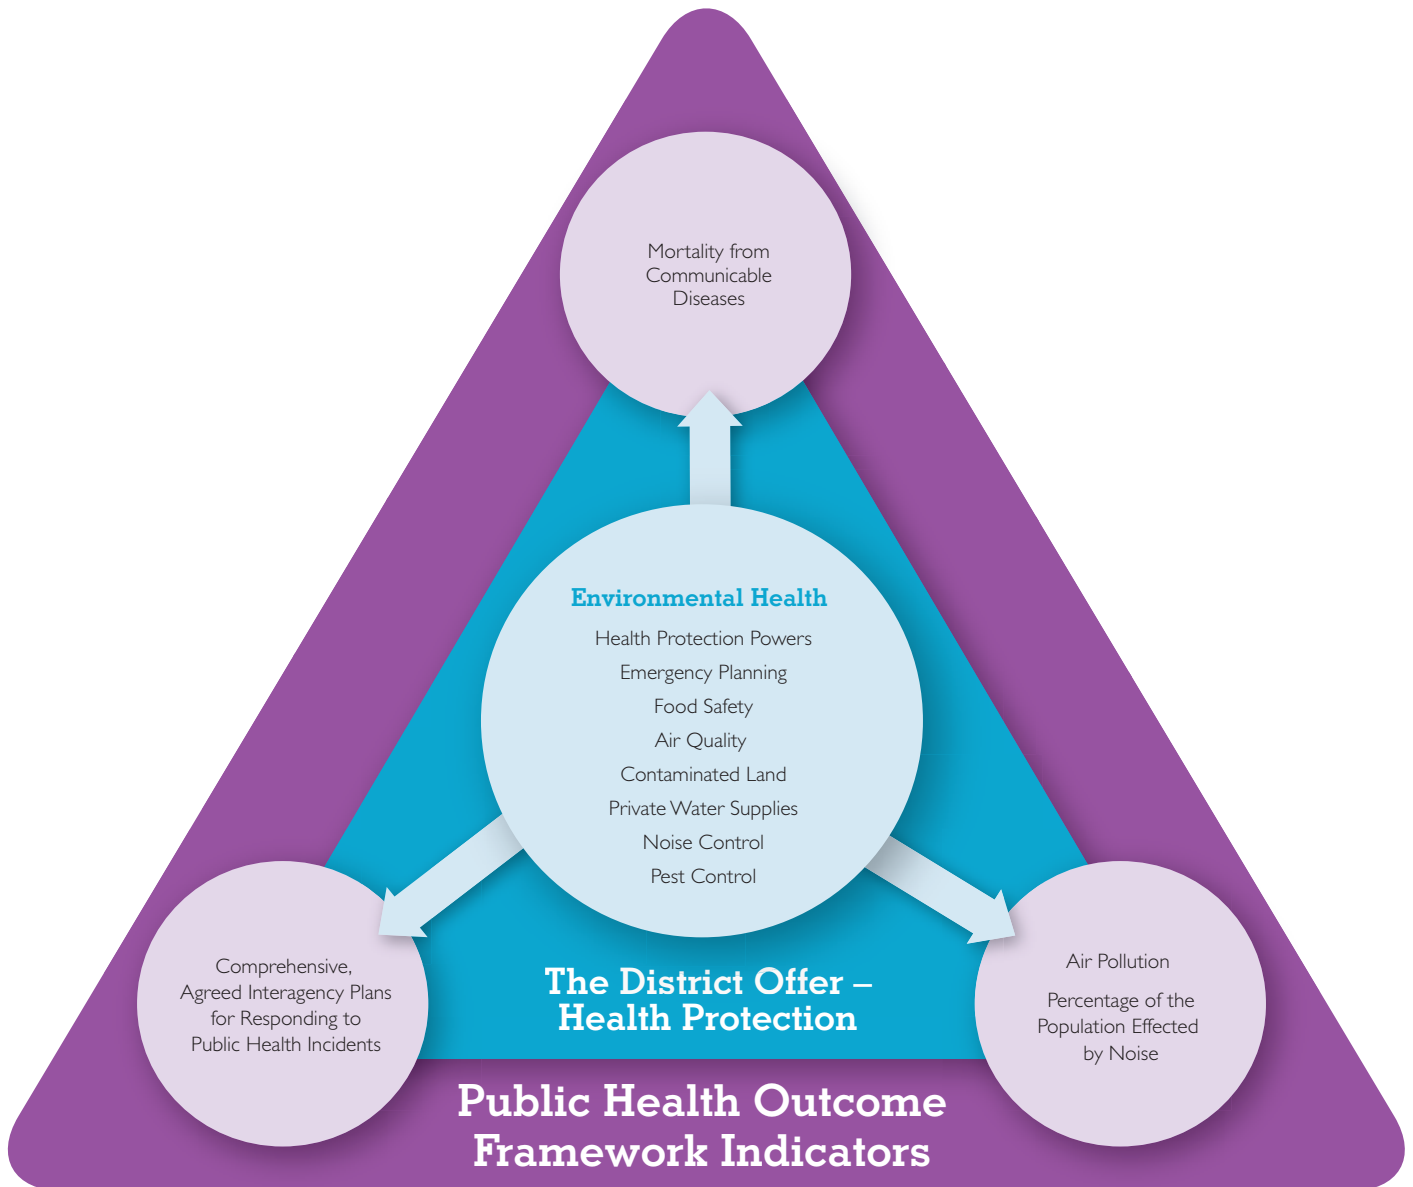 Mortality from
Communicable
Diseases
Environmental Health
Health Protection Powers
Emergency Planning
Food Safety
Air Quality
Contaminated Land
Private Water Supplies
Noise Control
Pest Control
Comprehensive,
Agreed Interagency Plans
for Responding to
Public Health Incidents
Air Pollution
Percentage of the
Population Effected
by Noise
The District Offer –
Health Protection
Public Health Outcome
Framework Indicators